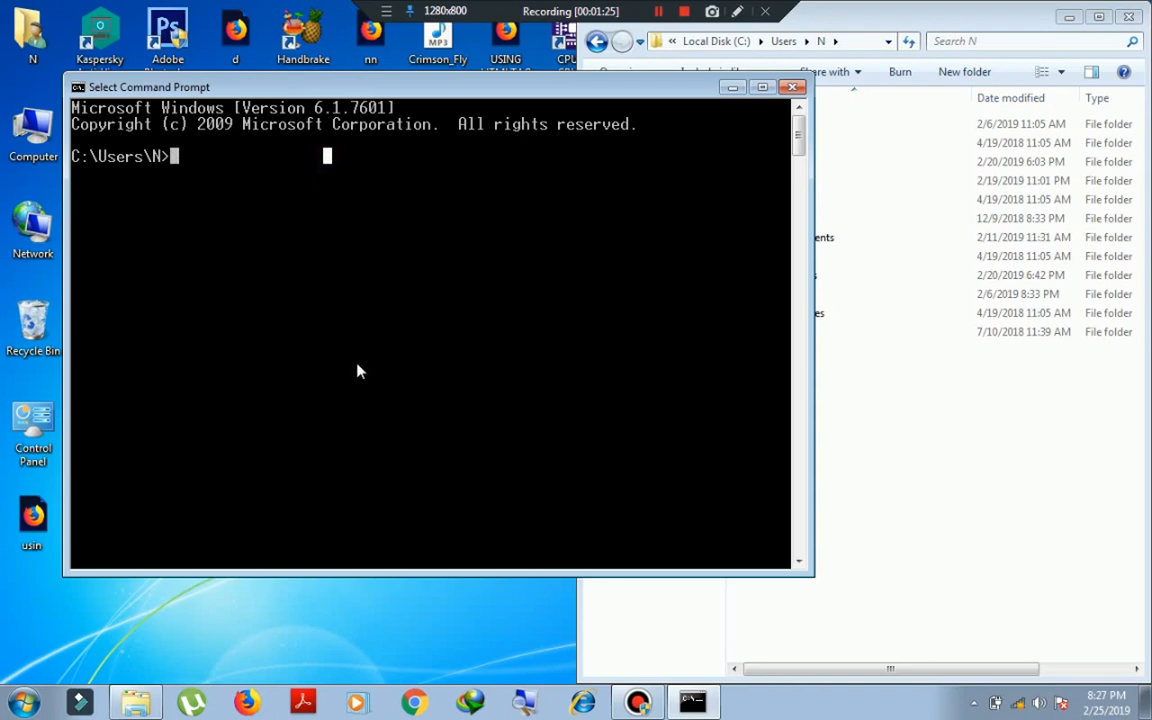 1280x800
Recording [00:01:25]
N
Kaspersky
Ps
Adobe
d
Handbrake
nn
MP3
Crimson_Fly
USING
CPU
« Local Disk (C:) Users N
Search N
Share with
Burn
New folder
Select Command Prompt
Microsoft Windows [Version 6.1.7601]
Copyright (c) 2009 Microsoft Corporation.  All rights reserved.
C:\Users\N>
Date modified
Type
2/6/2019 11:05 AM File folder
4/19/2018 11:05 AM File folder
2/20/2019 6:03 PM File folder
2/19/2019 11:01 PM File folder
4/19/2018 11:05 AM File folder
12/9/2018 8:33 PM File folder
ents 2/11/2019 11:31 AM File folder
4/19/2018 11:05 AM File folder
s 2/20/2019 6:42 PM File folder
2/6/2019 8:33 PM File folder
es 4/19/2018 11:05 AM File folder
7/10/2018 11:39 AM File folder
Computer
Network
Recycle Bin
Control
Panel
usin
C:\.
8:27 PM
2/25/2019